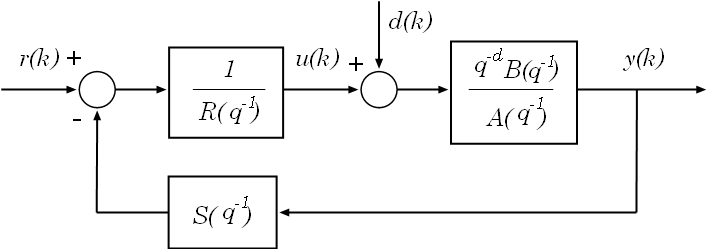 d(k)
r(k) + 1 u(k) + q^-d B(q^-1) y(k)
R(q^-1) A(q^-1)
-
S(q^-1)